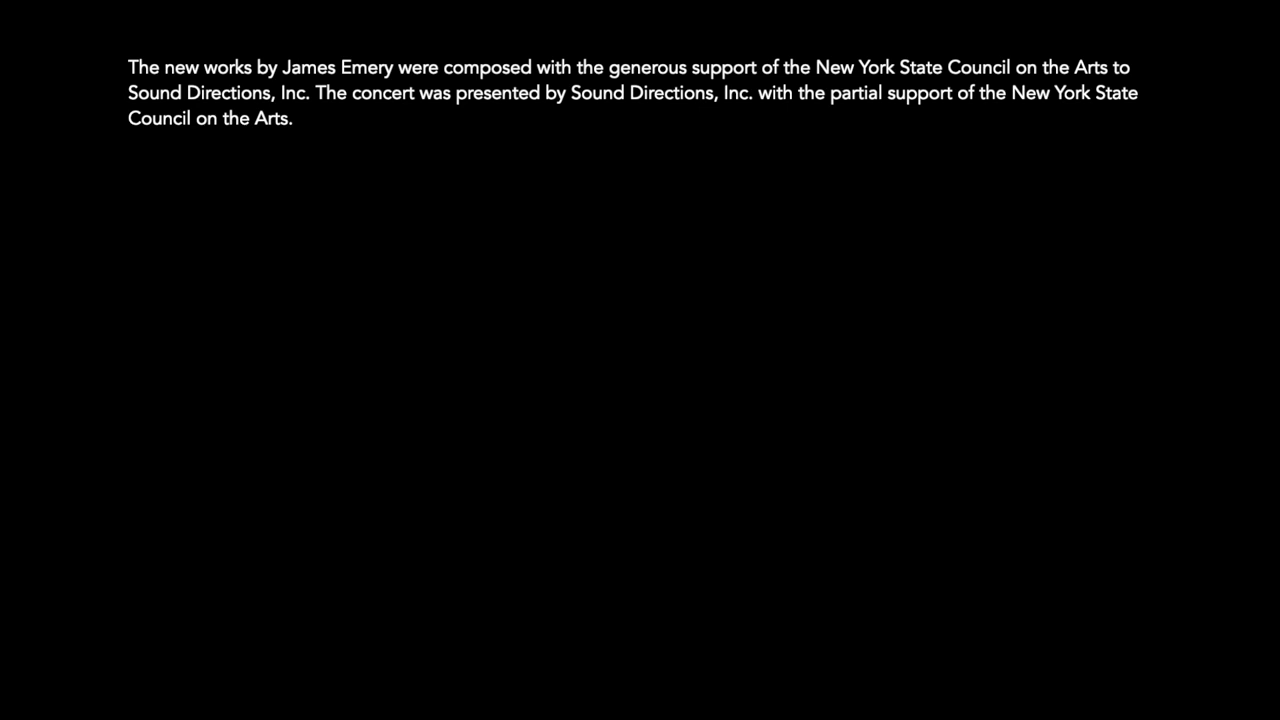 The new works by James Emery were composed with the generous support of the New York State Council on the Arts to
Sound Directions, Inc. The concert was presented by Sound Directions, Inc. with the partial support of the New York State
Council on the Arts.